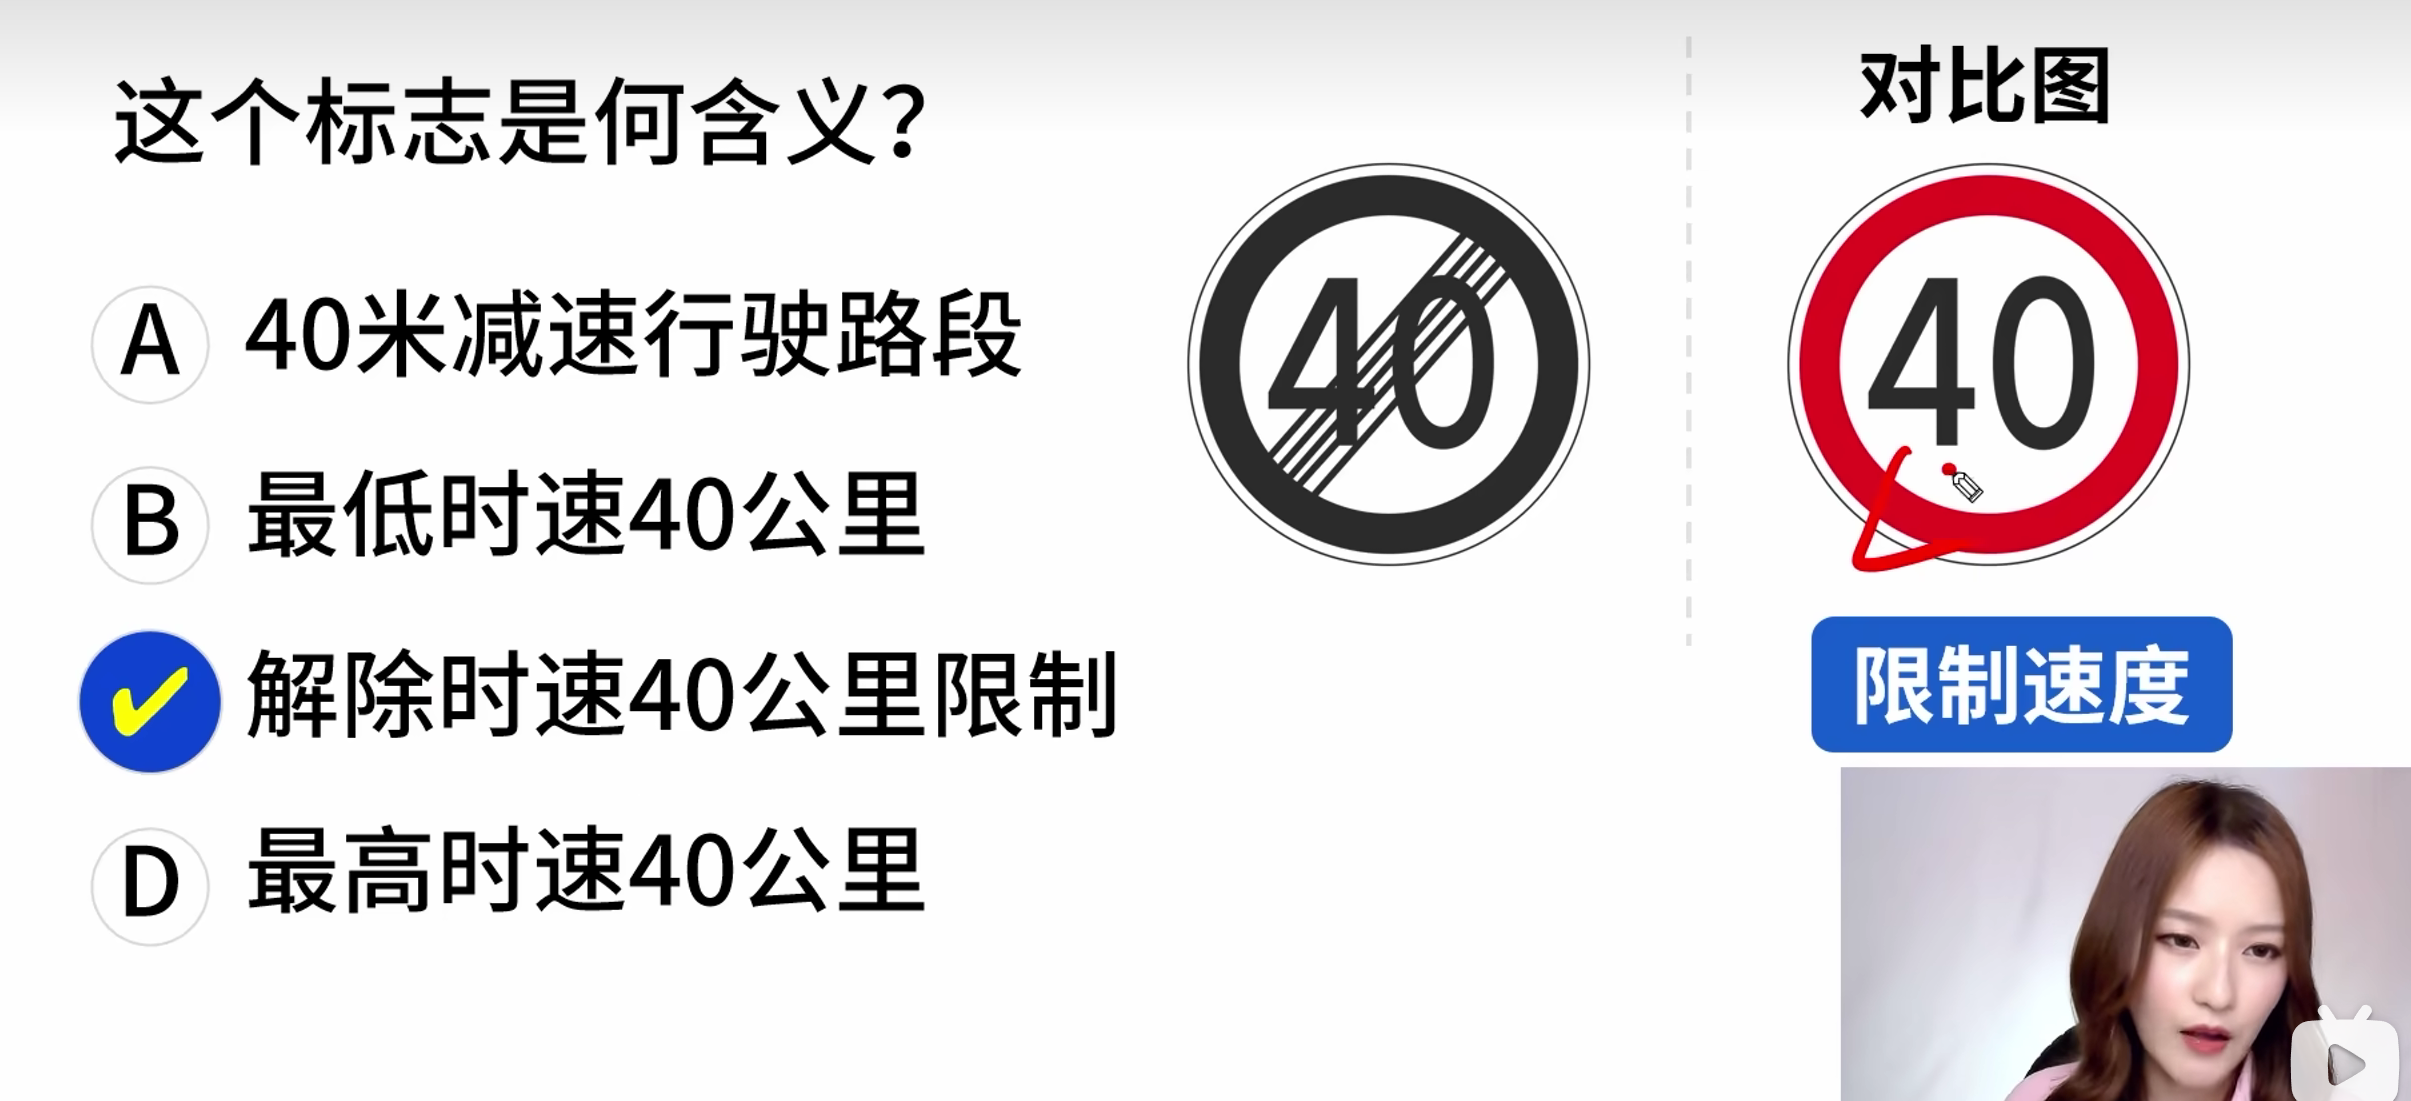 这个标志是何含义?
A 40米减速行驶路段
B 最低时速40公里
解除时速40公里限制
D 最高时速40公里
40
对比图
40
限制速度